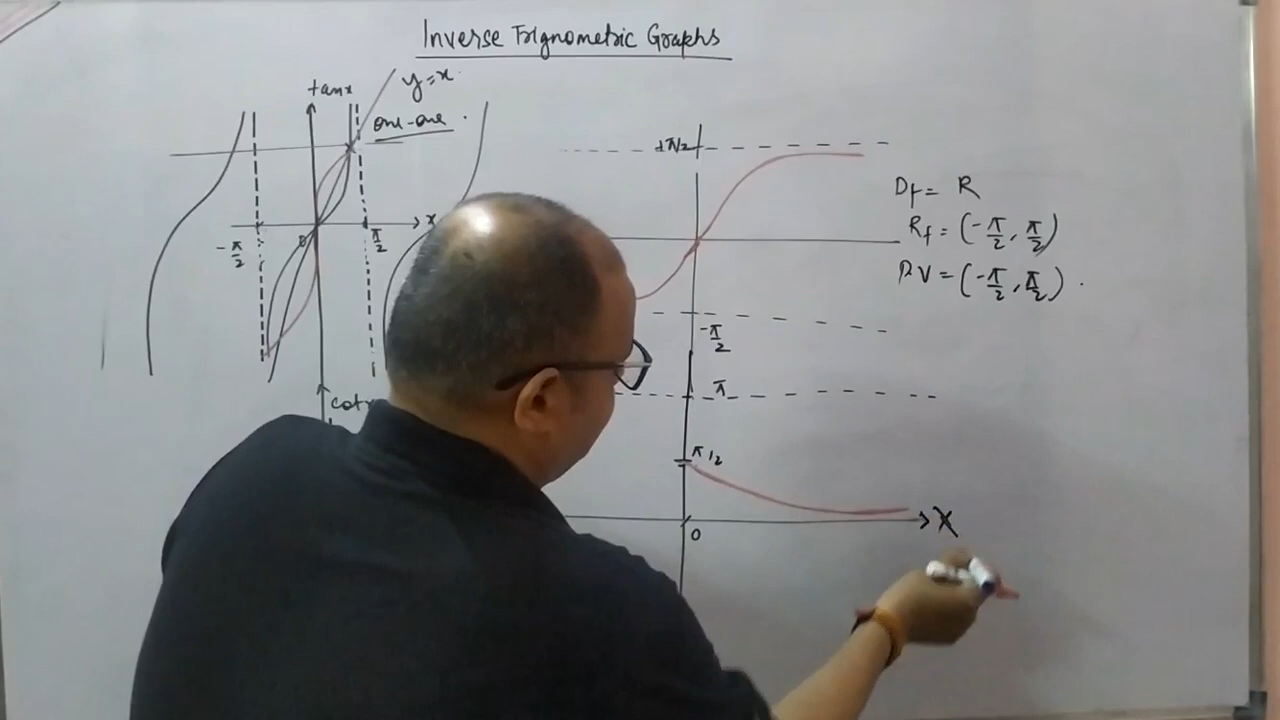 Inverse Trignometric Graphs
tanx
y=x
one-one.
x
0
-π/2
π/2
+π/2
-π/2
Df = R
Rf = (-π/2, π/2)
PV = (-π/2, π/2).
π
π/2
0
X